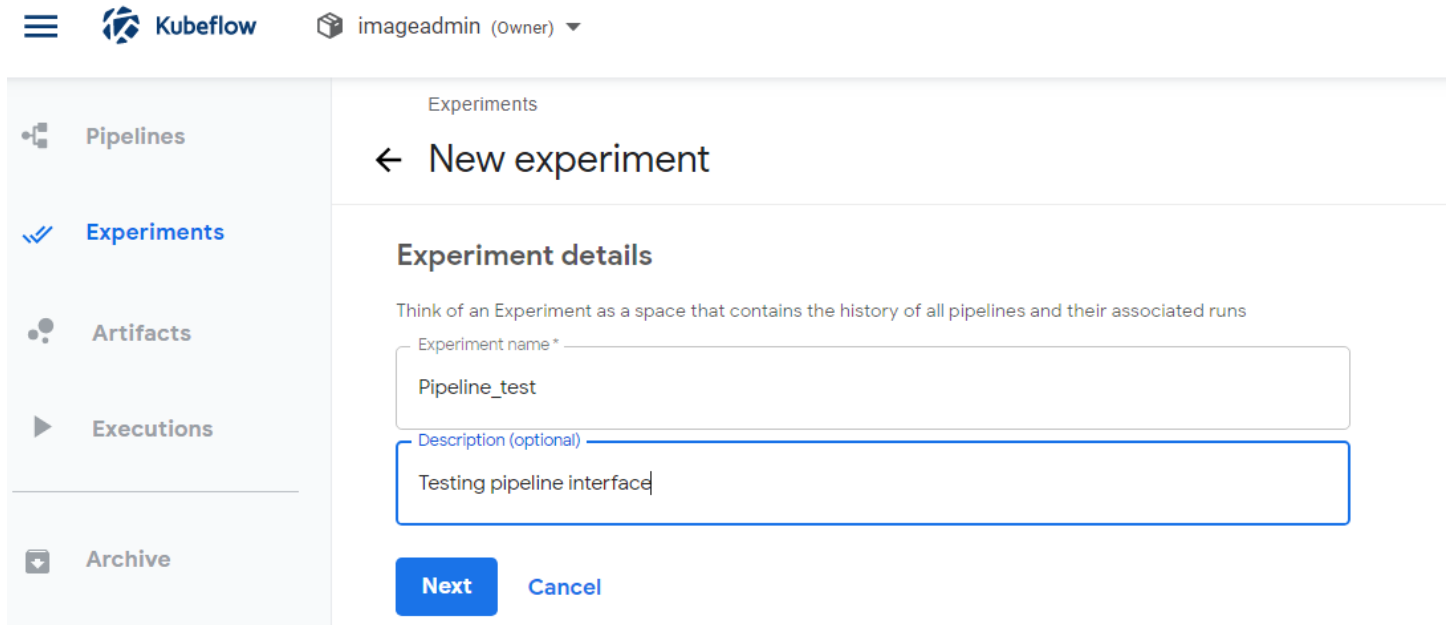 Kubeflow imageadmin (Owner)
Pipelines
Experiments
Artifacts
Executions
Archive
Experiments
New experiment
Experiment details
Think of an Experiment as a space that contains the history of all pipelines and their associated runs
Experiment name*
Pipeline_test
Description (optional)
Testing pipeline interface
Next Cancel